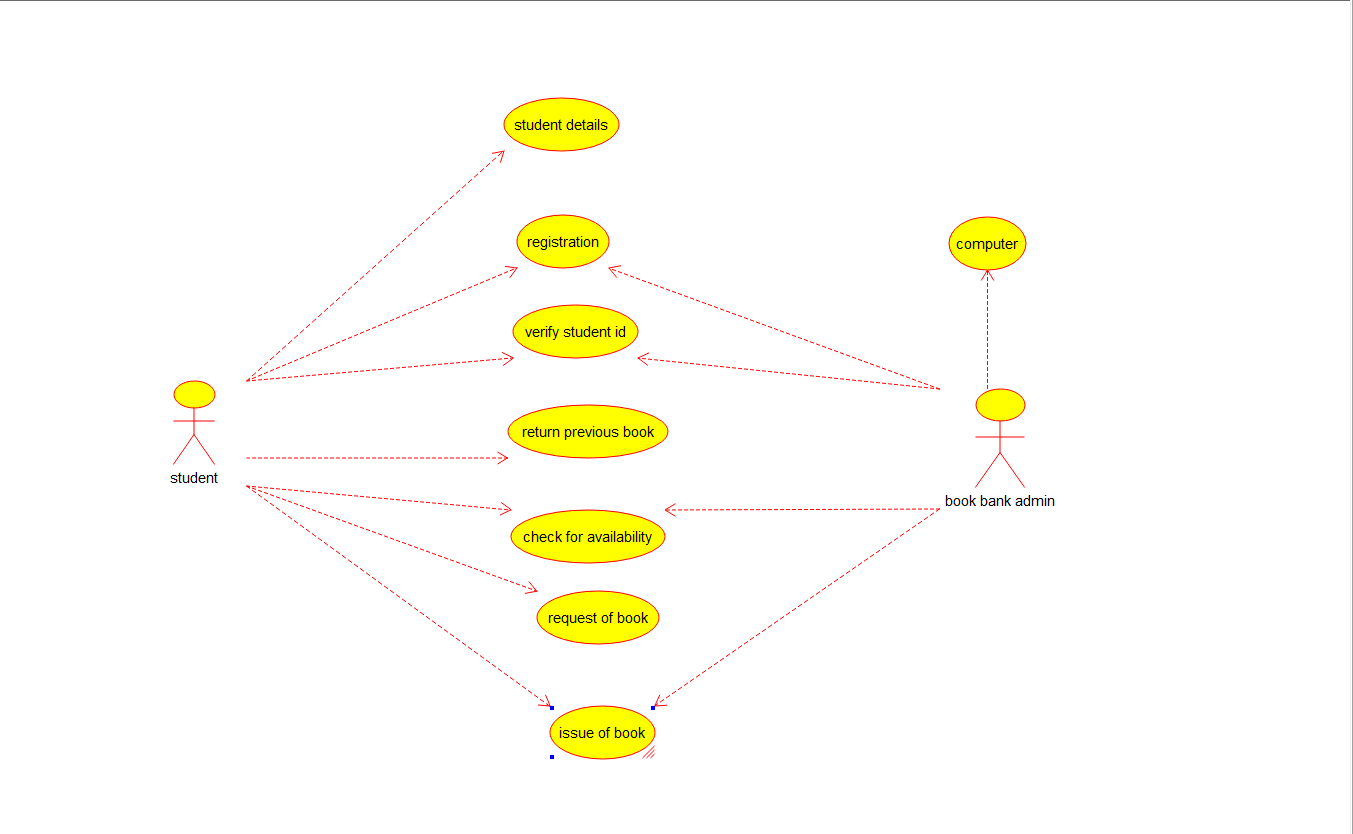 student details
registration
computer
verify student id
return previous book
student
book bank admin
check for availability
request of book
issue of book